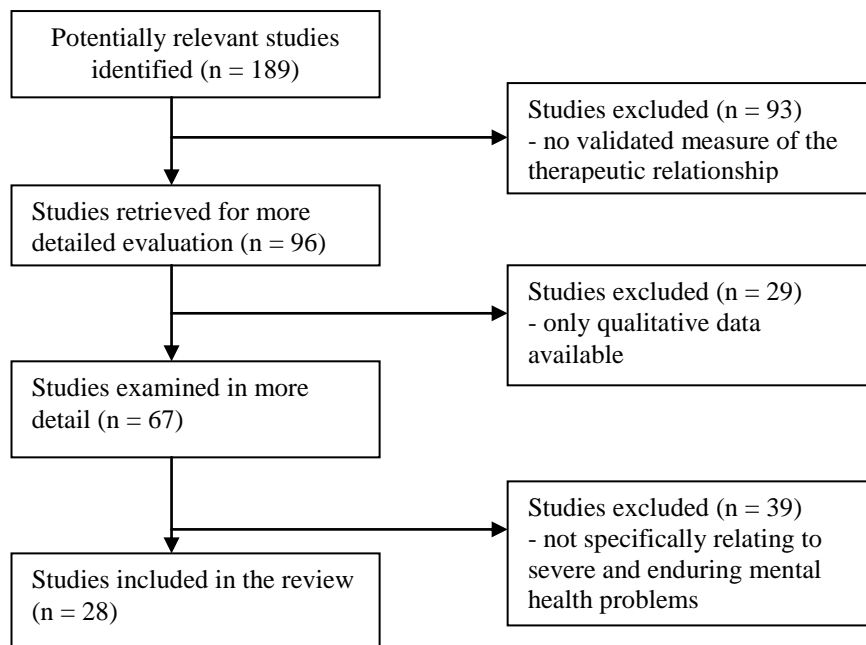 Potentially relevant studies
identified (n = 189)
Studies excluded (n = 93)
- no validated measure of the
therapeutic relationship
Studies retrieved for more
detailed evaluation (n = 96)
Studies excluded (n = 29)
- only qualitative data
available
Studies examined in more
detail (n = 67)
Studies excluded (n = 39)
- not specifically relating to
severe and enduring mental
health problems
Studies included in the review
(n = 28)